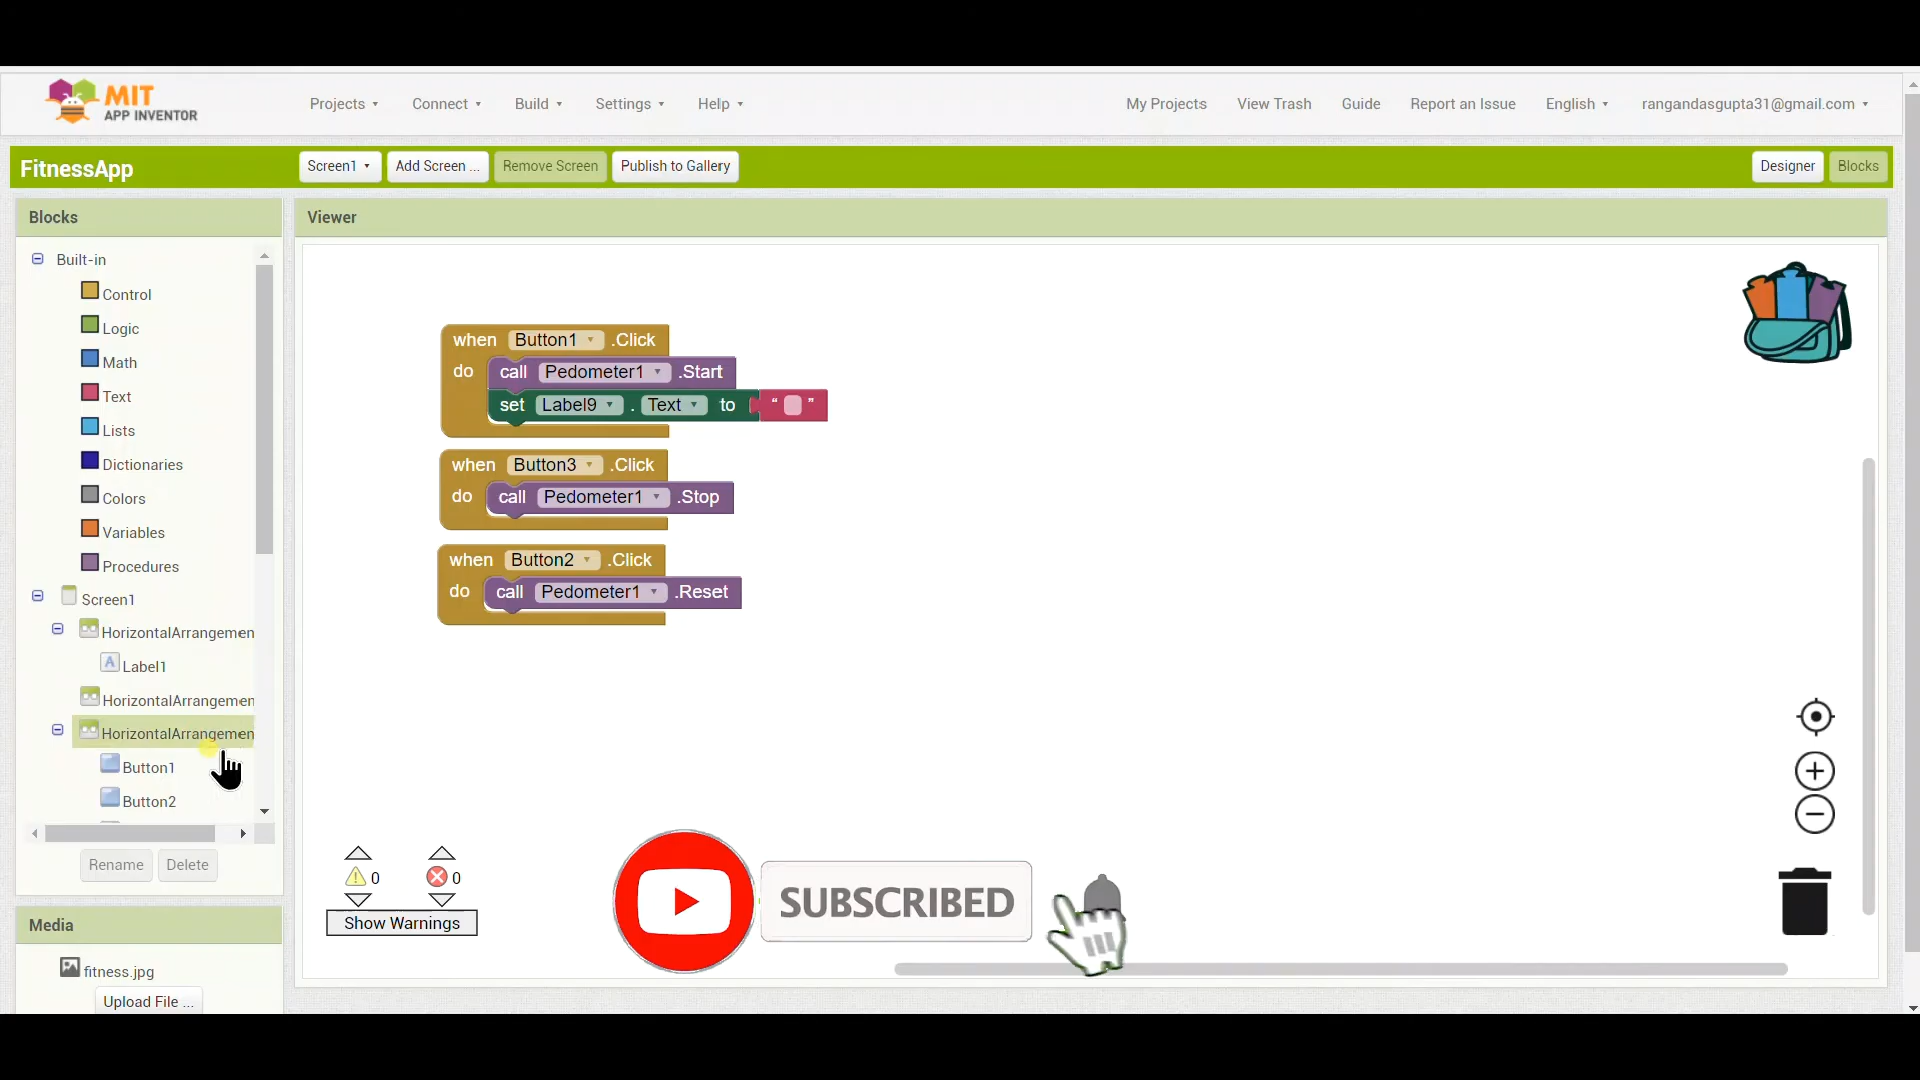 MIT
APP INVENTOR
Projects
Connect
Build
Settings
Help
My Projects
View Trash
Guide
Report an Issue
English
rangandasgupta31@gmail.com
FitnessApp
Screen1
Add Screen ...
Remove Screen
Publish to Gallery
Designer
Blocks
Blocks
Built-in
Control
Logic
Math
Text
Lists
Dictionaries
Colors
Variables
Procedures
Screen1
HorizontalArrangemen
A Label1
HorizontalArrangemen
HorizontalArrangemen
Button1
Button2
Rename
Delete
Media
fitness.jpg
Upload File ...
Viewer
when Button1 .Click
do call Pedometer1 .Start
set Label9 . Text to “ ”
when Button3 .Click
do call Pedometer1 .Stop
when Button2 .Click
do call Pedometer1 .Reset
0 0
Show Warnings
SUBSCRIBED